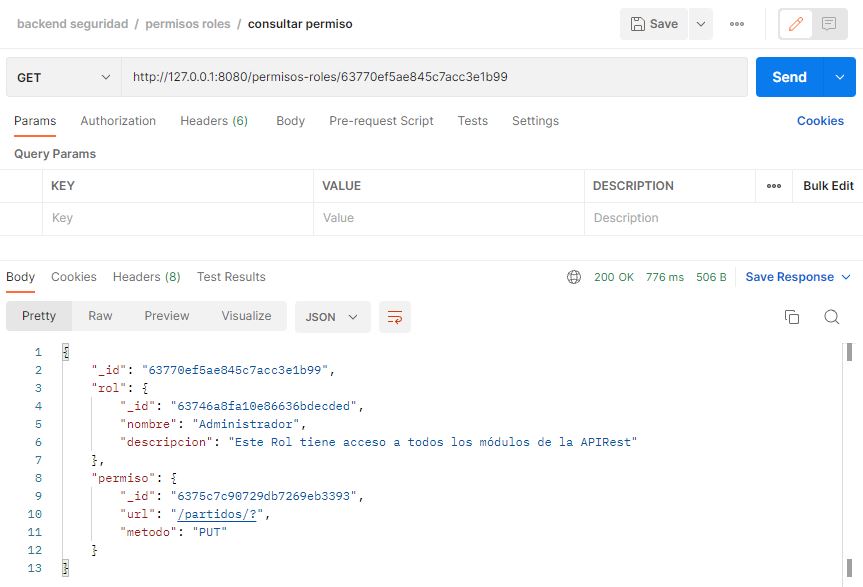 backend seguridad / permisos roles / consultar permiso
Save
GET http://127.0.0.1:8080/permisos-roles/63770ef5ae845c7acc3e1b99 Send
Params Authorization Headers (6) Body Pre-request Script Tests Settings Cookies
Query Params
KEY VALUE DESCRIPTION Bulk Edit
Key Value Description
Body Cookies Headers (8) Test Results 200 OK 776 ms 506 B Save Response
Pretty Raw Preview Visualize JSON
1 {
2 "_id": "63770ef5ae845c7acc3e1b99",
3 "rol": {
4 "_id": "63746a8fa10e86636bdecded",
5 "nombre": "Administrador",
6 "descripcion": "Este Rol tiene acceso a todos los módulos de la APIRest"
7 },
8 "permiso": {
9 "_id": "6375c7c90729db7269eb3393",
10 "url": "/partidos/?",
11 "metodo": "PUT"
12 }
13 }